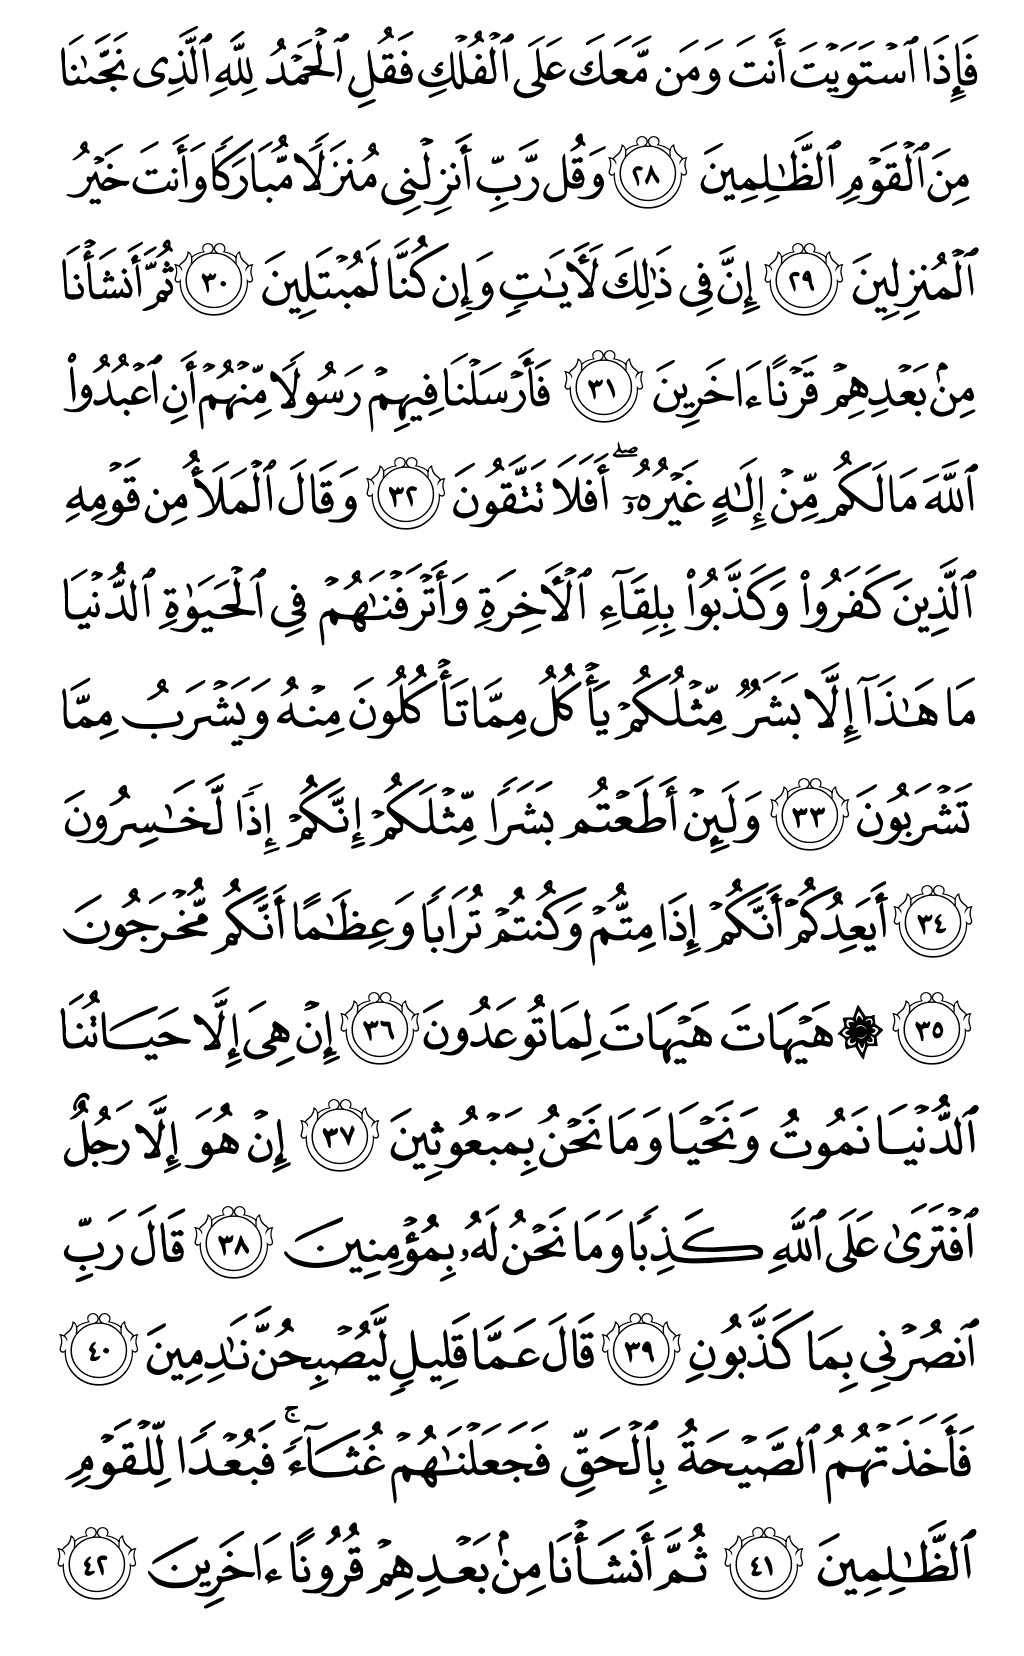 فَإِذَا ٱسْتَوَيْتَ أَنتَ وَمَن مَّعَكَ عَلَى ٱلْفُلْكِ فَقُلِ ٱلْحَمْدُ لِلَّهِ ٱلَّذِى نَجَّىٰنَا
مِنَ ٱلْقَوْمِ ٱلظَّـٰلِمِينَ ٢٨ وَقُل رَّبِّ أَنزِلْنِى مُنزَلًا مُّبَارَكًا وَأَنتَ خَيْرُ
ٱلْمُنزِلِينَ ٢٩ إِنَّ فِى ذَٰلِكَ لَـَٔايَـٰتٍ وَإِن كُنَّا لَمُبْتَلِينَ ٣٠ ثُمَّ أَنشَأْنَا
مِنۢ بَعْدِهِمْ قَرْنًا ءَاخَرِينَ ٣١ فَأَرْسَلْنَا فِيهِمْ رَسُولًا مِّنْهُمْ أَنِ ٱعْبُدُوا۟
ٱللَّهَ مَا لَكُم مِّنْ إِلَـٰهٍ غَيْرُهُۥٓ ۖ أَفَلَا تَتَّقُونَ ٣٢ وَقَالَ ٱلْمَلَأُ مِن قَوْمِهِ
ٱلَّذِينَ كَفَرُوا۟ وَكَذَّبُوا۟ بِلِقَآءِ ٱلْـَٔاخِرَةِ وَأَتْرَفْنَـٰهُمْ فِى ٱلْحَيَوٰةِ ٱلدُّنْيَا
مَا هَـٰذَآ إِلَّا بَشَرٌ مِّثْلُكُمْ يَأْكُلُ مِمَّا تَأْكُلُونَ مِنْهُ وَيَشْرَبُ مِمَّا
تَشْرَبُونَ ٣٣ وَلَئِنْ أَطَعْتُم بَشَرًا مِّثْلَكُمْ إِنَّكُمْ إِذًا لَّخَـٰسِرُونَ
٣٤ أَيَعِدُكُمْ أَنَّكُمْ إِذَا مِتُّمْ وَكُنتُمْ تُرَابًا وَعِظَـٰمًا أَنَّكُم مُّخْرَجُونَ
٣٥ ۞ هَيْهَاتَ هَيْهَاتَ لِمَا تُوعَدُونَ ٣٦ إِنْ هِىَ إِلَّا حَيَاتُنَا
ٱلدُّنْيَا نَمُوتُ وَنَحْيَا وَمَا نَحْنُ بِمَبْعُوثِينَ ٣٧ إِنْ هُوَ إِلَّا رَجُلٌ
ٱفْتَرَىٰ عَلَى ٱللَّهِ كَذِبًا وَمَا نَحْنُ لَهُۥ بِمُؤْمِنِينَ ٣٨ قَالَ رَبِّ
ٱنصُرْنِى بِمَا كَذَّبُونِ ٣٩ قَالَ عَمَّا قَلِيلٍ لَّيُصْبِحُنَّ نَـٰدِمِينَ ٤٠
فَأَخَذَتْهُمُ ٱلصَّيْحَةُ بِٱلْحَقِّ فَجَعَلْنَـٰهُمْ غُثَآءً ۚ فَبُعْدًا لِّلْقَوْمِ
ٱلظَّـٰلِمِينَ ٤١ ثُمَّ أَنشَأْنَا مِنۢ بَعْدِهِمْ قُرُونًا ءَاخَرِينَ ٤٢